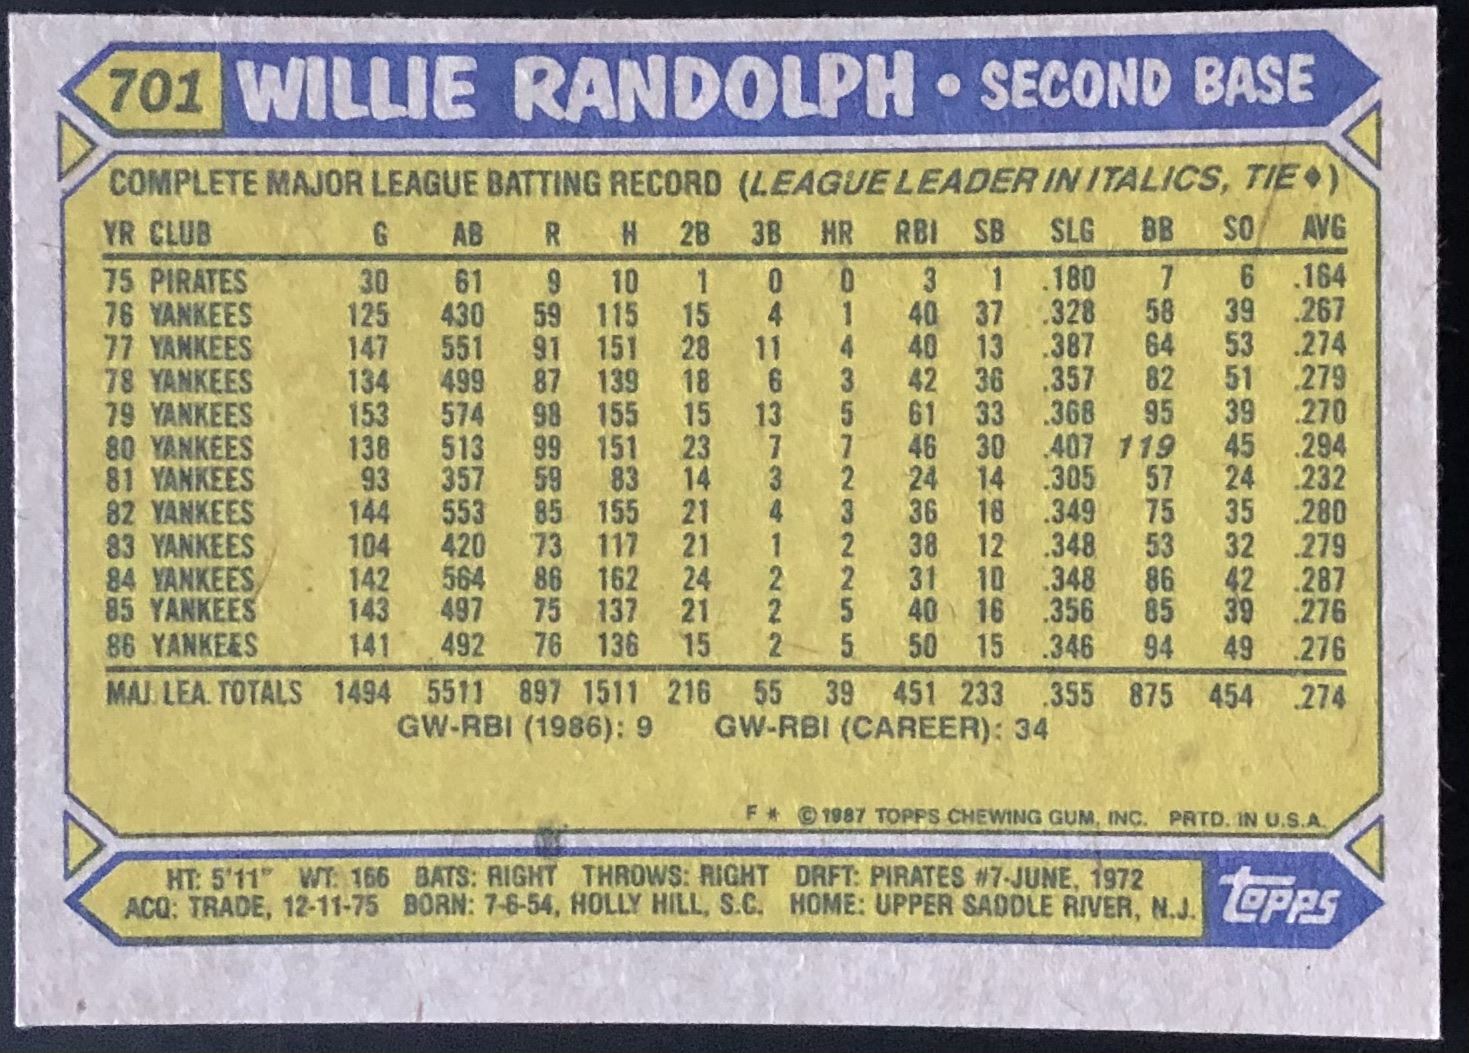 701 WILLIE RANDOLPH • SECOND BASE
COMPLETE MAJOR LEAGUE BATTING RECORD (LEAGUE LEADER IN ITALICS, TIE ♦)
YR CLUB G AB R H 2B 3B HR RBI SB SLG BB SO AVG
75 PIRATES 30 61 9 10 1 0 0 3 1 .180 7 6 .164
76 YANKEES 125 430 59 115 15 4 1 40 37 .328 58 39 .267
77 YANKEES 147 551 91 151 28 11 4 40 13 .387 64 53 .274
78 YANKEES 134 499 87 139 18 6 3 42 36 .357 82 51 .279
79 YANKEES 153 574 98 155 15 13 5 61 33 .368 95 39 .270
80 YANKEES 138 513 99 151 23 7 7 46 30 .407 119 45 .294
81 YANKEES 93 357 59 83 14 3 2 24 14 .305 57 24 .232
82 YANKEES 144 553 85 155 21 4 3 36 16 .349 75 35 .280
83 YANKEES 104 420 73 117 21 1 2 38 12 .348 53 32 .279
84 YANKEES 142 564 86 162 24 2 2 31 10 .348 86 42 .287
85 YANKEES 143 497 75 137 21 2 5 40 16 .356 85 39 .276
86 YANKEES 141 492 76 136 15 2 5 50 15 .346 94 49 .276
MAJ. LEA. TOTALS 1494 5511 897 1511 216 55 39 451 233 .355 875 454 .274
GW-RBI (1986): 9 GW-RBI (CAREER): 34
F * ©1987 TOPPS CHEWING GUM, INC. PRTD. IN U.S.A.
HT: 5'11" WT: 166 BATS: RIGHT THROWS: RIGHT DRFT: PIRATES #7-JUNE, 1972
ACQ: TRADE, 12-11-75 BORN: 7-6-54, HOLLY HILL, S.C. HOME: UPPER SADDLE RIVER, N.J.
topps